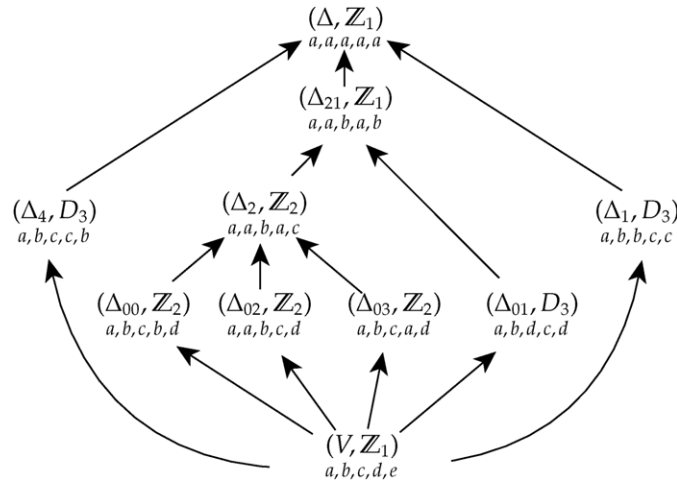 (Δ, ℤ₁)
a,a,a,a,a
(Δ₂₁, ℤ₁)
a,a,b,a,b
(Δ₄, D₃)
a,b,c,c,b
(Δ₂, ℤ₂)
a,a,b,a,c
(Δ₁, D₃)
a,b,b,c,c
(Δ₀₀, ℤ₂)
a,b,c,b,d
(Δ₀₂, ℤ₂)
a,a,b,c,d
(Δ₀₃, ℤ₂)
a,b,c,a,d
(Δ₀₁, D₃)
a,b,d,c,d
(V, ℤ₁)
a,b,c,d,e